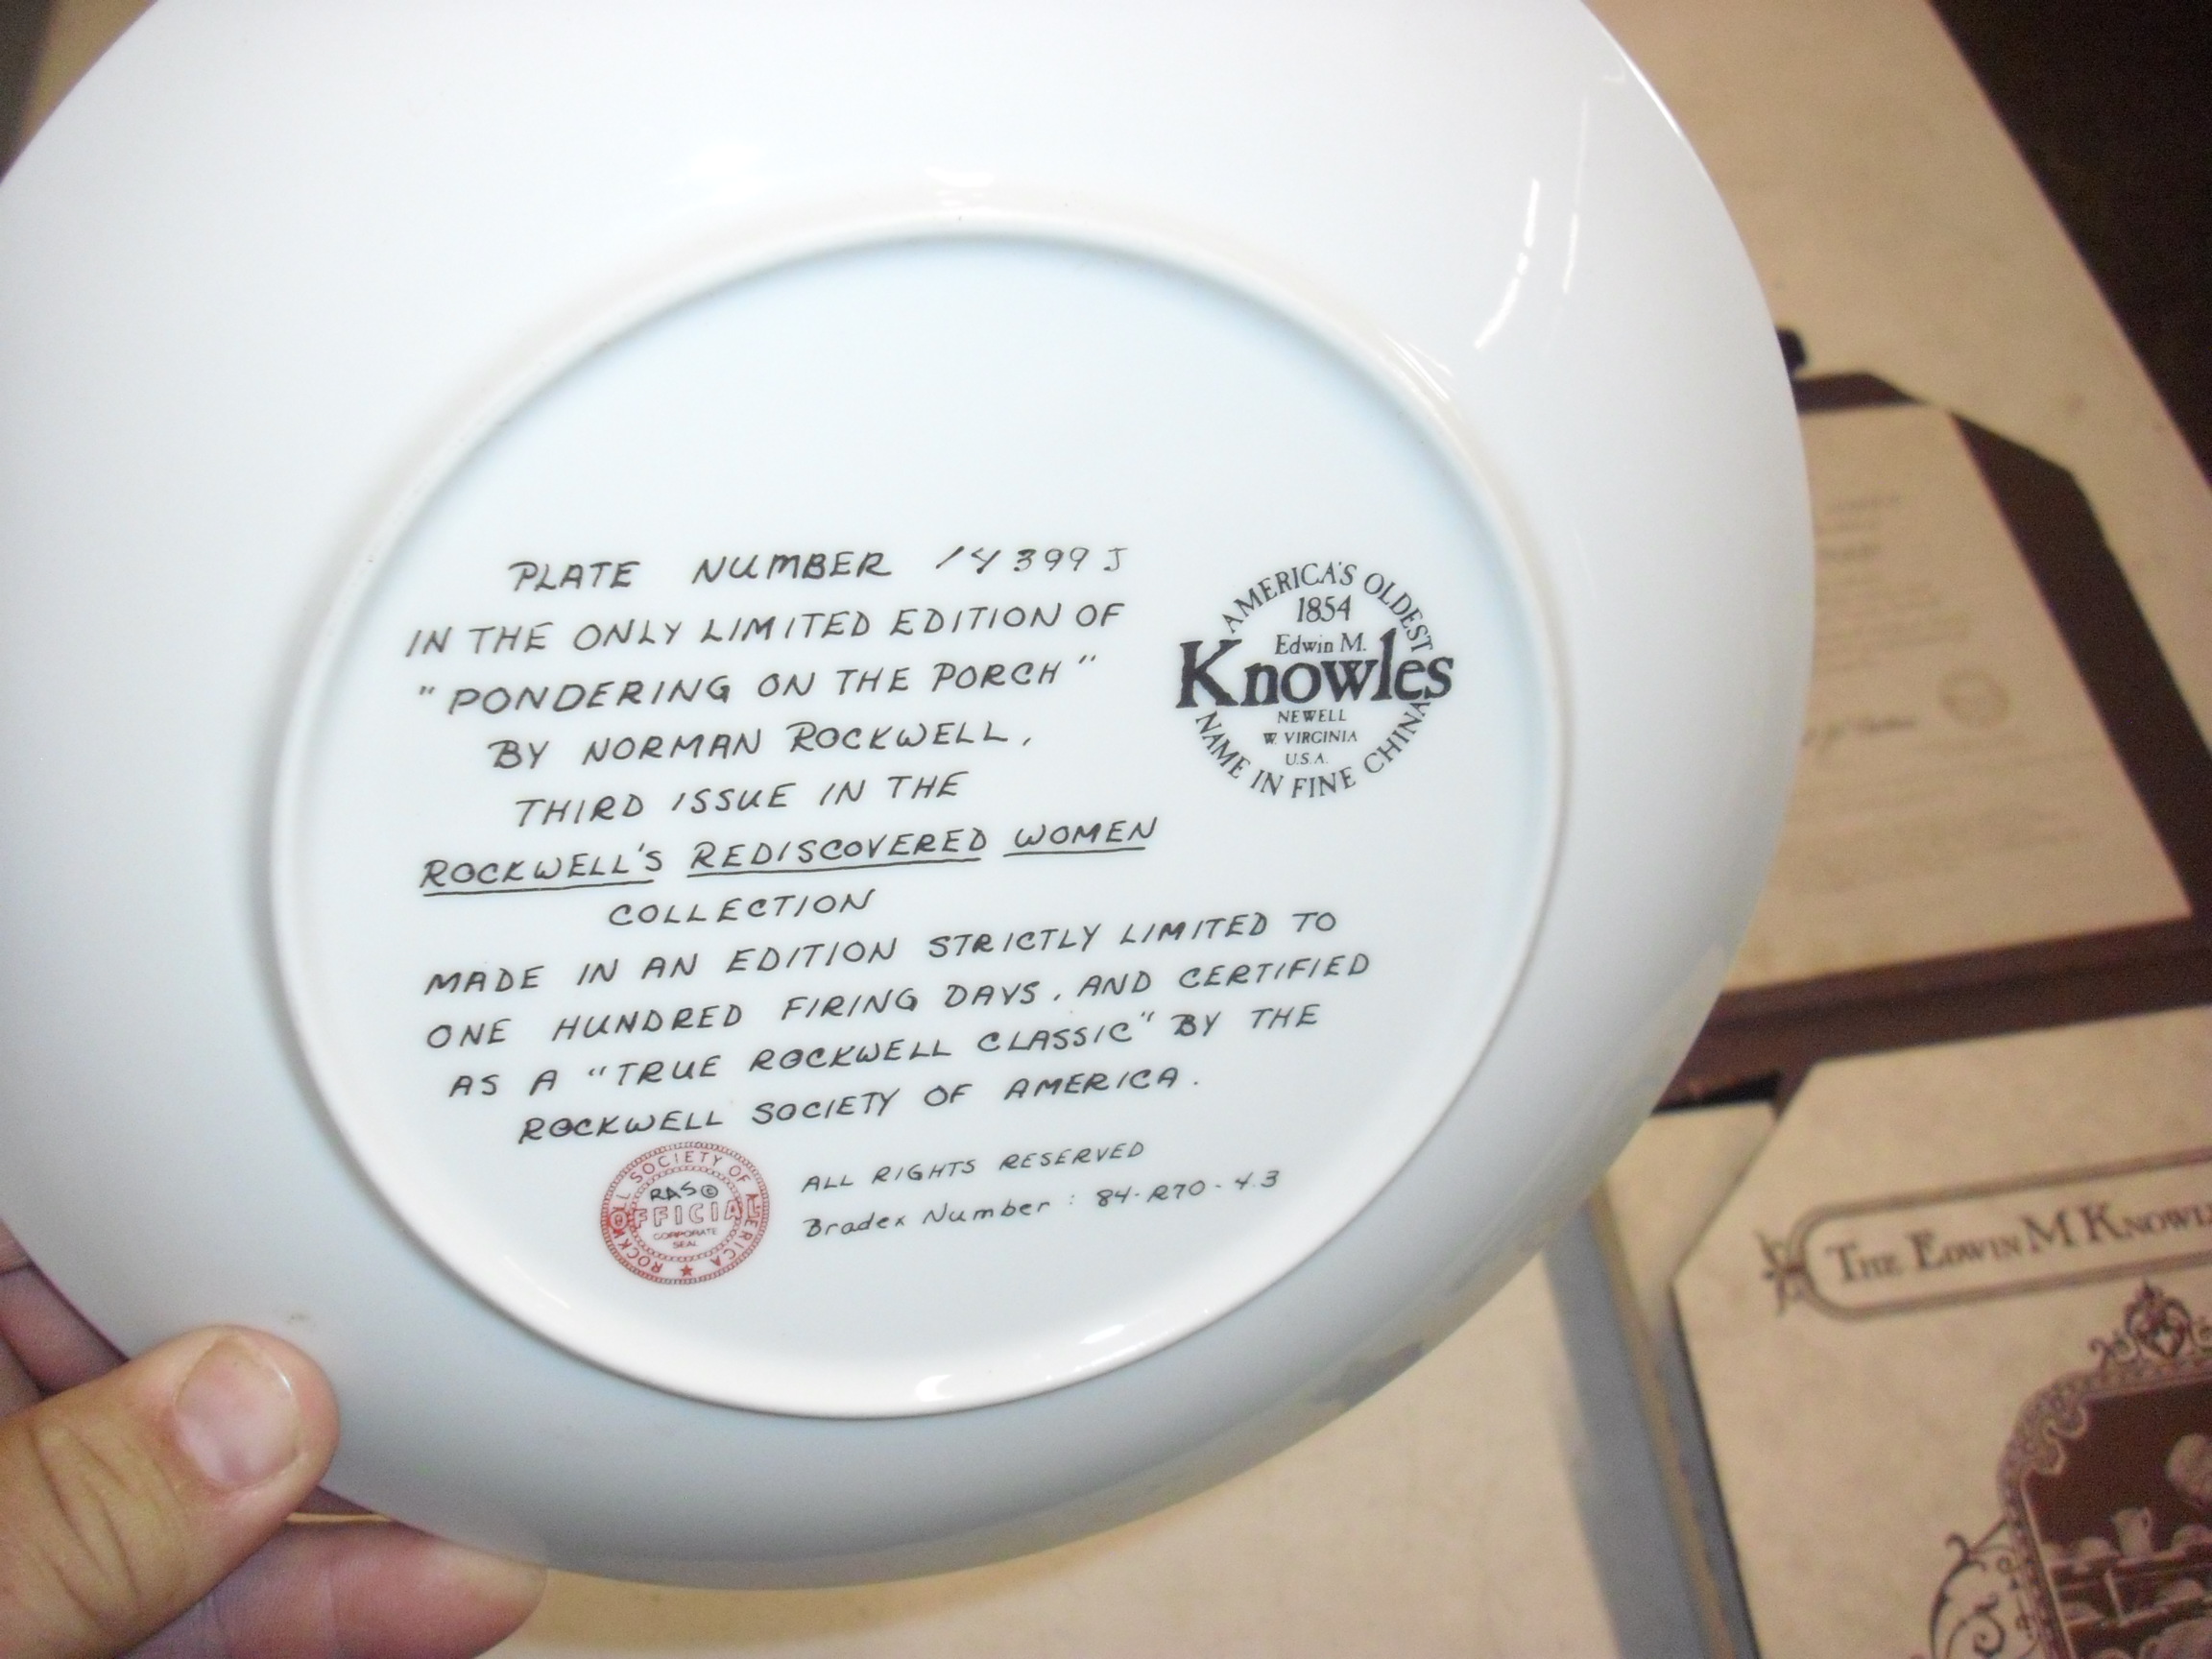 PLATE NUMBER 14399J
IN THE ONLY LIMITED EDITION OF
"PONDERING ON THE PORCH"
BY NORMAN ROCKWELL,
THIRD ISSUE IN THE
ROCKWELL'S REDISCOVERED WOMEN
COLLECTION
MADE IN AN EDITION STRICTLY LIMITED TO
ONE HUNDRED FIRING DAYS, AND CERTIFIED
AS A "TRUE ROCKWELL CLASSIC" BY THE
ROCKWELL SOCIETY OF AMERICA.
ALL RIGHTS RESERVED
Bradex Number: 84-R70-4.3
ROCKWELL SOCIETY OF AMERICA
RAS©
OFFICIAL
CORPORATE
SEAL
AMERICA'S OLDEST
1854
Edwin M.
Knowles
NEWELL
W. VIRGINIA
U.S.A.
NAME IN FINE CHINA
THE EDWIN M KNOWL